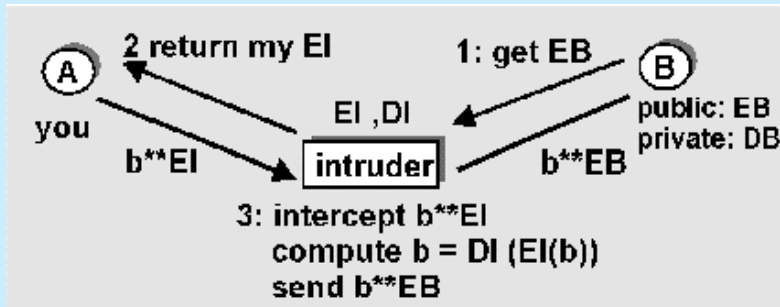 2 return my EI
1: get EB
A
B
EI ,DI
public: EB
you
private: DB
b**EI
intruder
b**EB
3: intercept b**EI
compute b = DI (EI(b))
send b**EB